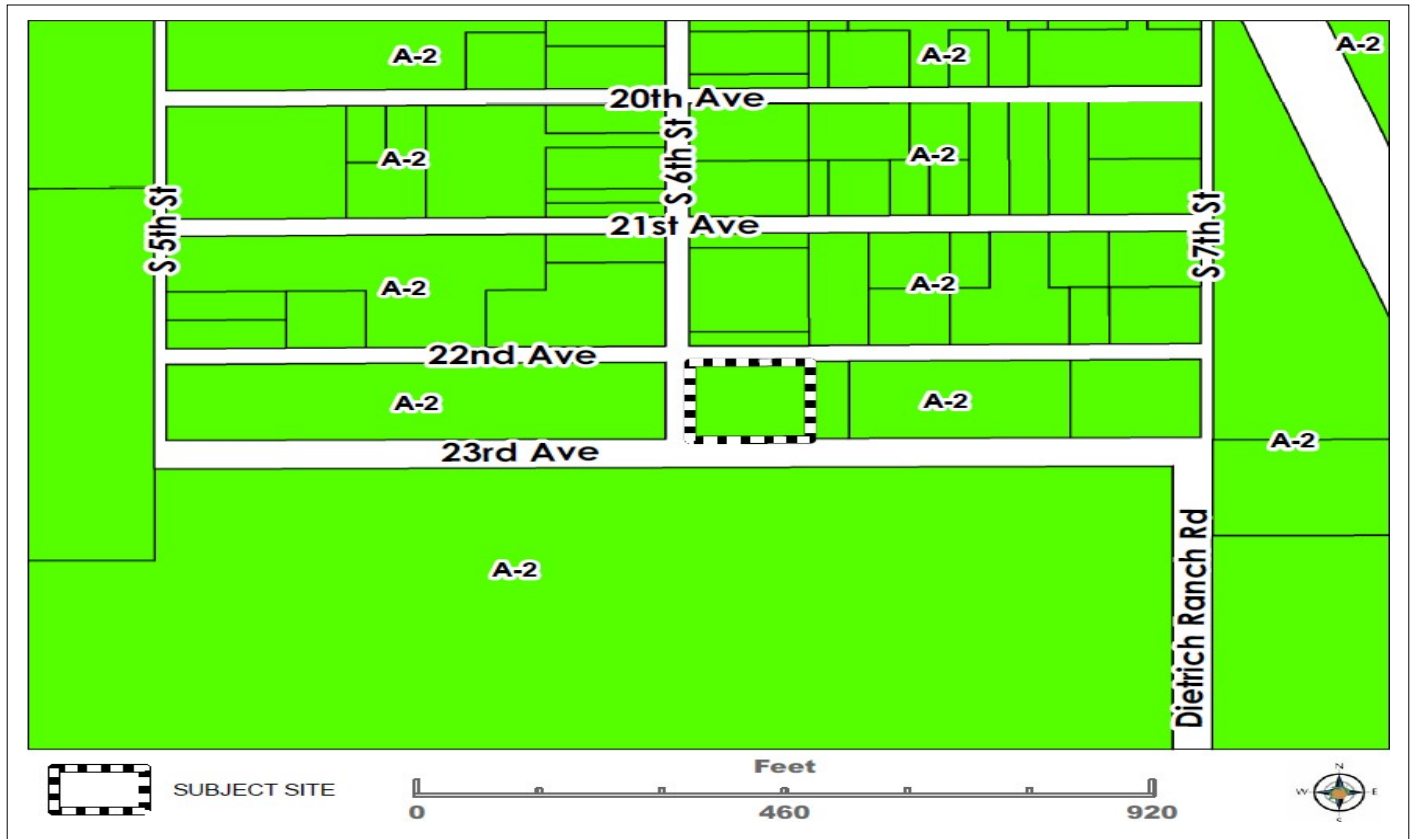 A-2
A-2
A-2
20th Ave
S 6th St
A-2
A-2
S 5th St
21st Ave
S 7th St
A-2
A-2
22nd Ave
A-2
A-2
A-2
23rd Ave
A-2
Dietrich Ranch Rd
SUBJECT SITE
Feet
0
460
920
N
W
E
S